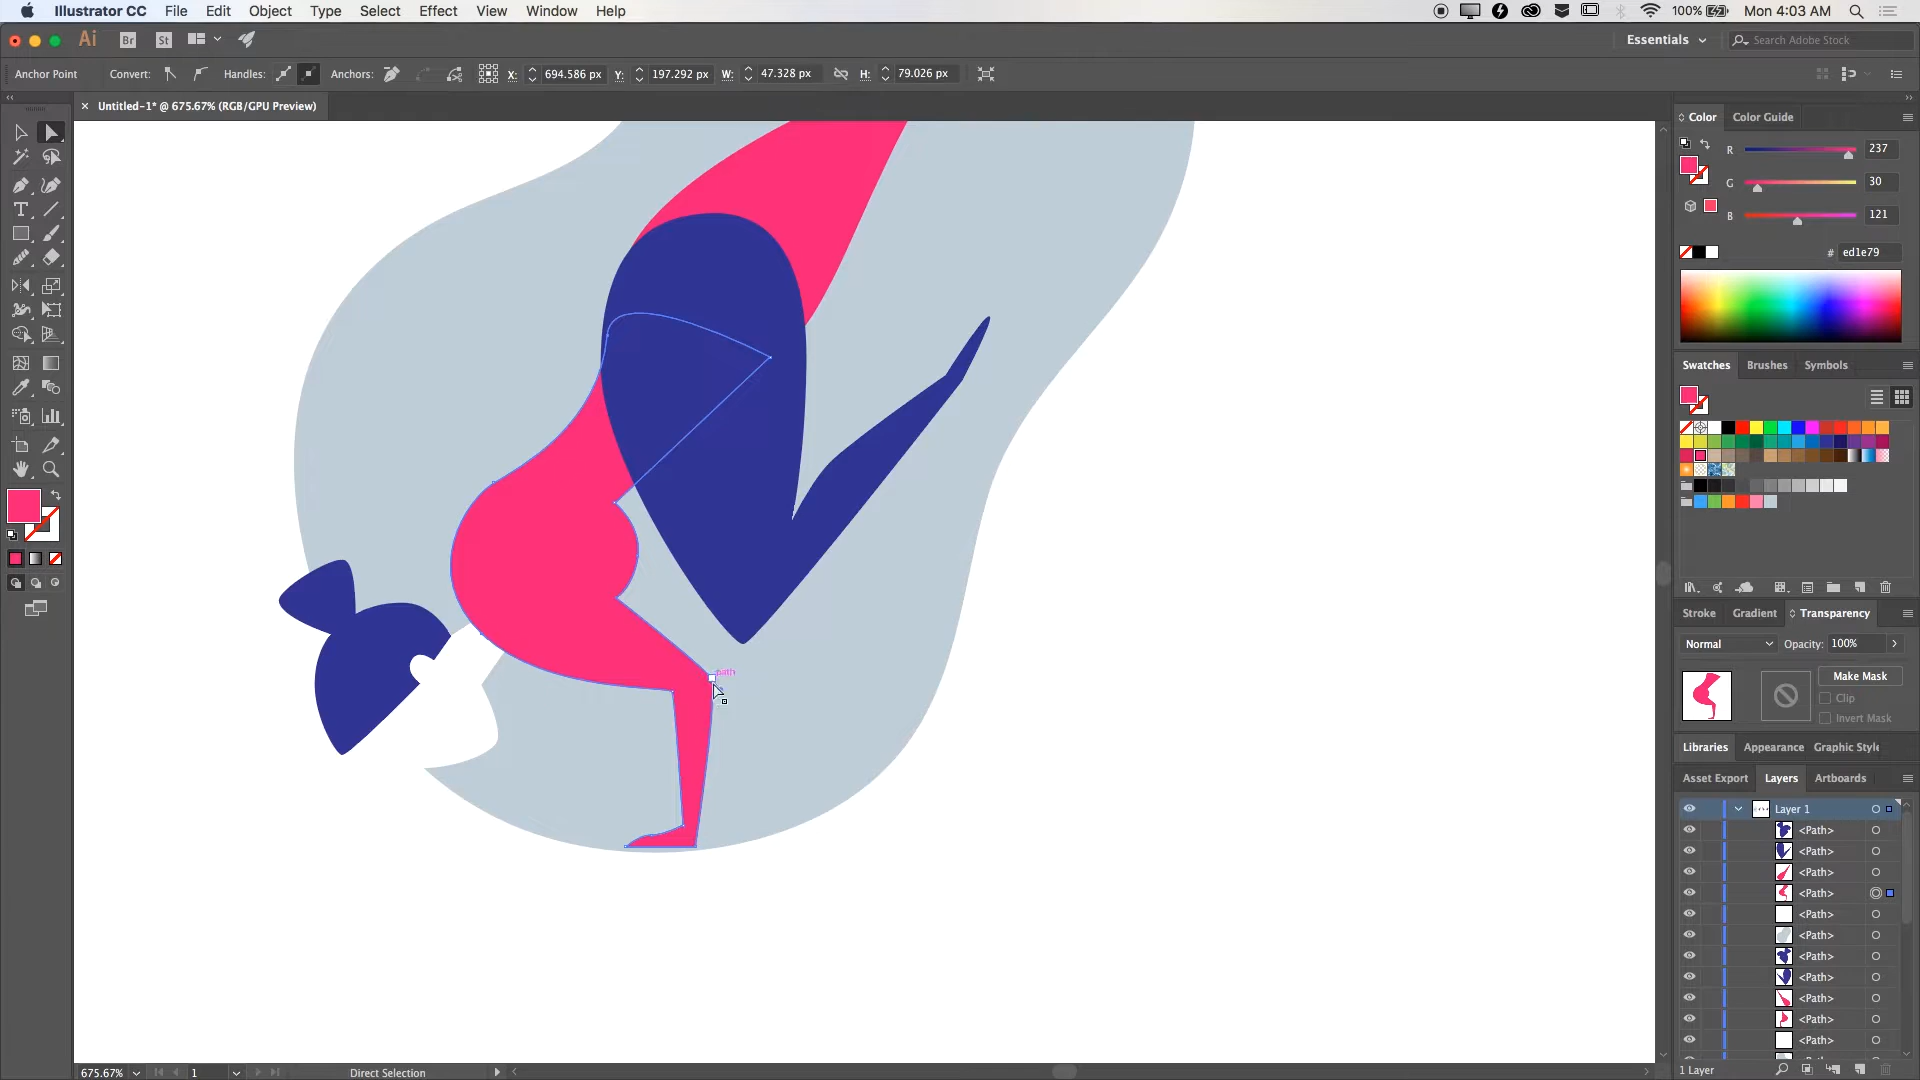 Illustrator CC File Edit Object Type Select Effect View Window Help 100% Mon 4:03 AM
Ai Br St Essentials Search Adobe Stock
Anchor Point Convert: Handles: Anchors: X: 694.586 px Y: 197.292 px W: 47.328 px H: 79.026 px
Untitled-1* @ 675.67% (RGB/GPU Preview)
Color Color Guide
R 237
G 30
B 121
# ed1e79
Swatches Brushes Symbols
T
path
Stroke Gradient Transparency
Normal Opacity: 100%
Make Mask
Clip
Invert Mask
Libraries Appearance Graphic Style
Asset Export Layers Artboards
Layer 1
<Path>
<Path>
<Path>
<Path>
<Path>
<Path>
<Path>
<Path>
<Path>
<Path>
<Path>
675.67% 1 Direct Selection 1 Layer